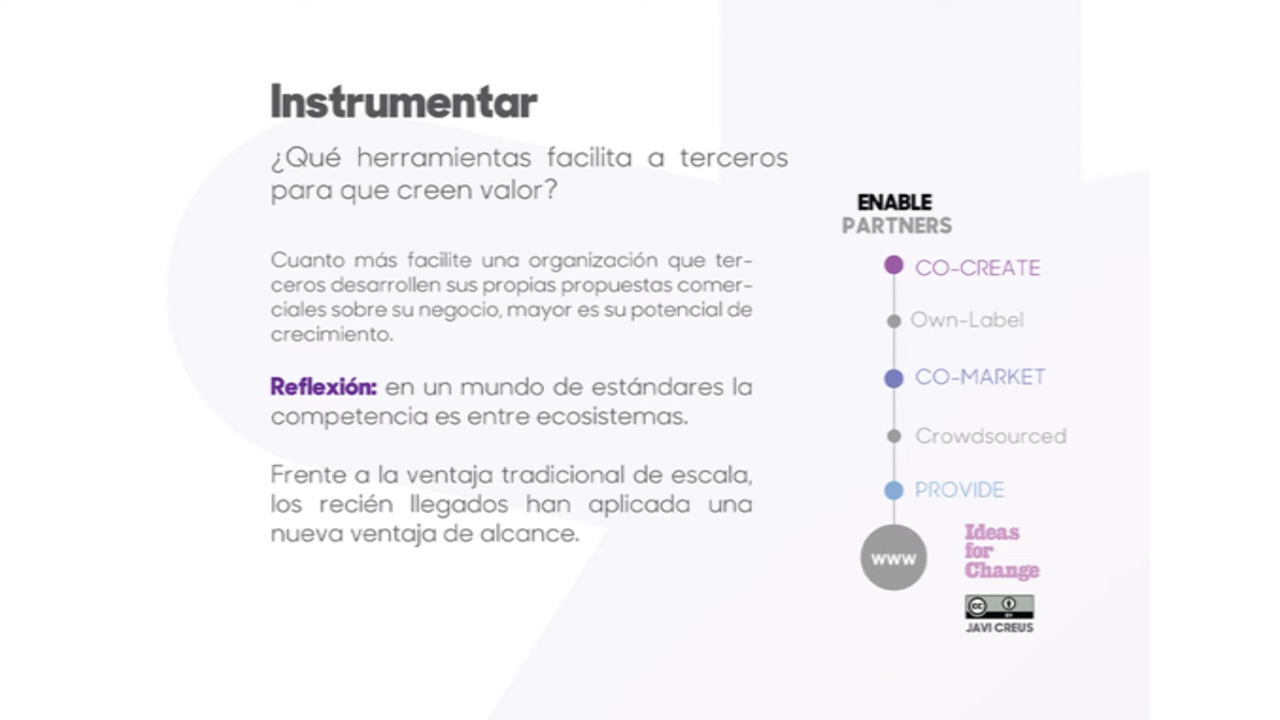 Instrumentar
¿Qué herramientas facilita a terceros
para que creen valor?
Cuanto más facilite una organización que ter-
ceros desarrollen sus propias propuestas comer-
ciales sobre su negocio, mayor es su potencial de
crecimiento.
Reflexión: en un mundo de estándares la
competencia es entre ecosistemas.
Frente a la ventaja tradicional de escala,
los recién llegados han aplicada una
nueva ventaja de alcance.
ENABLE
PARTNERS
CO-CREATE
Own-Label
CO-MARKET
Crowdsourced
PROVIDE
www
Ideas
for
Change
cc
BY
JAVI CREUS